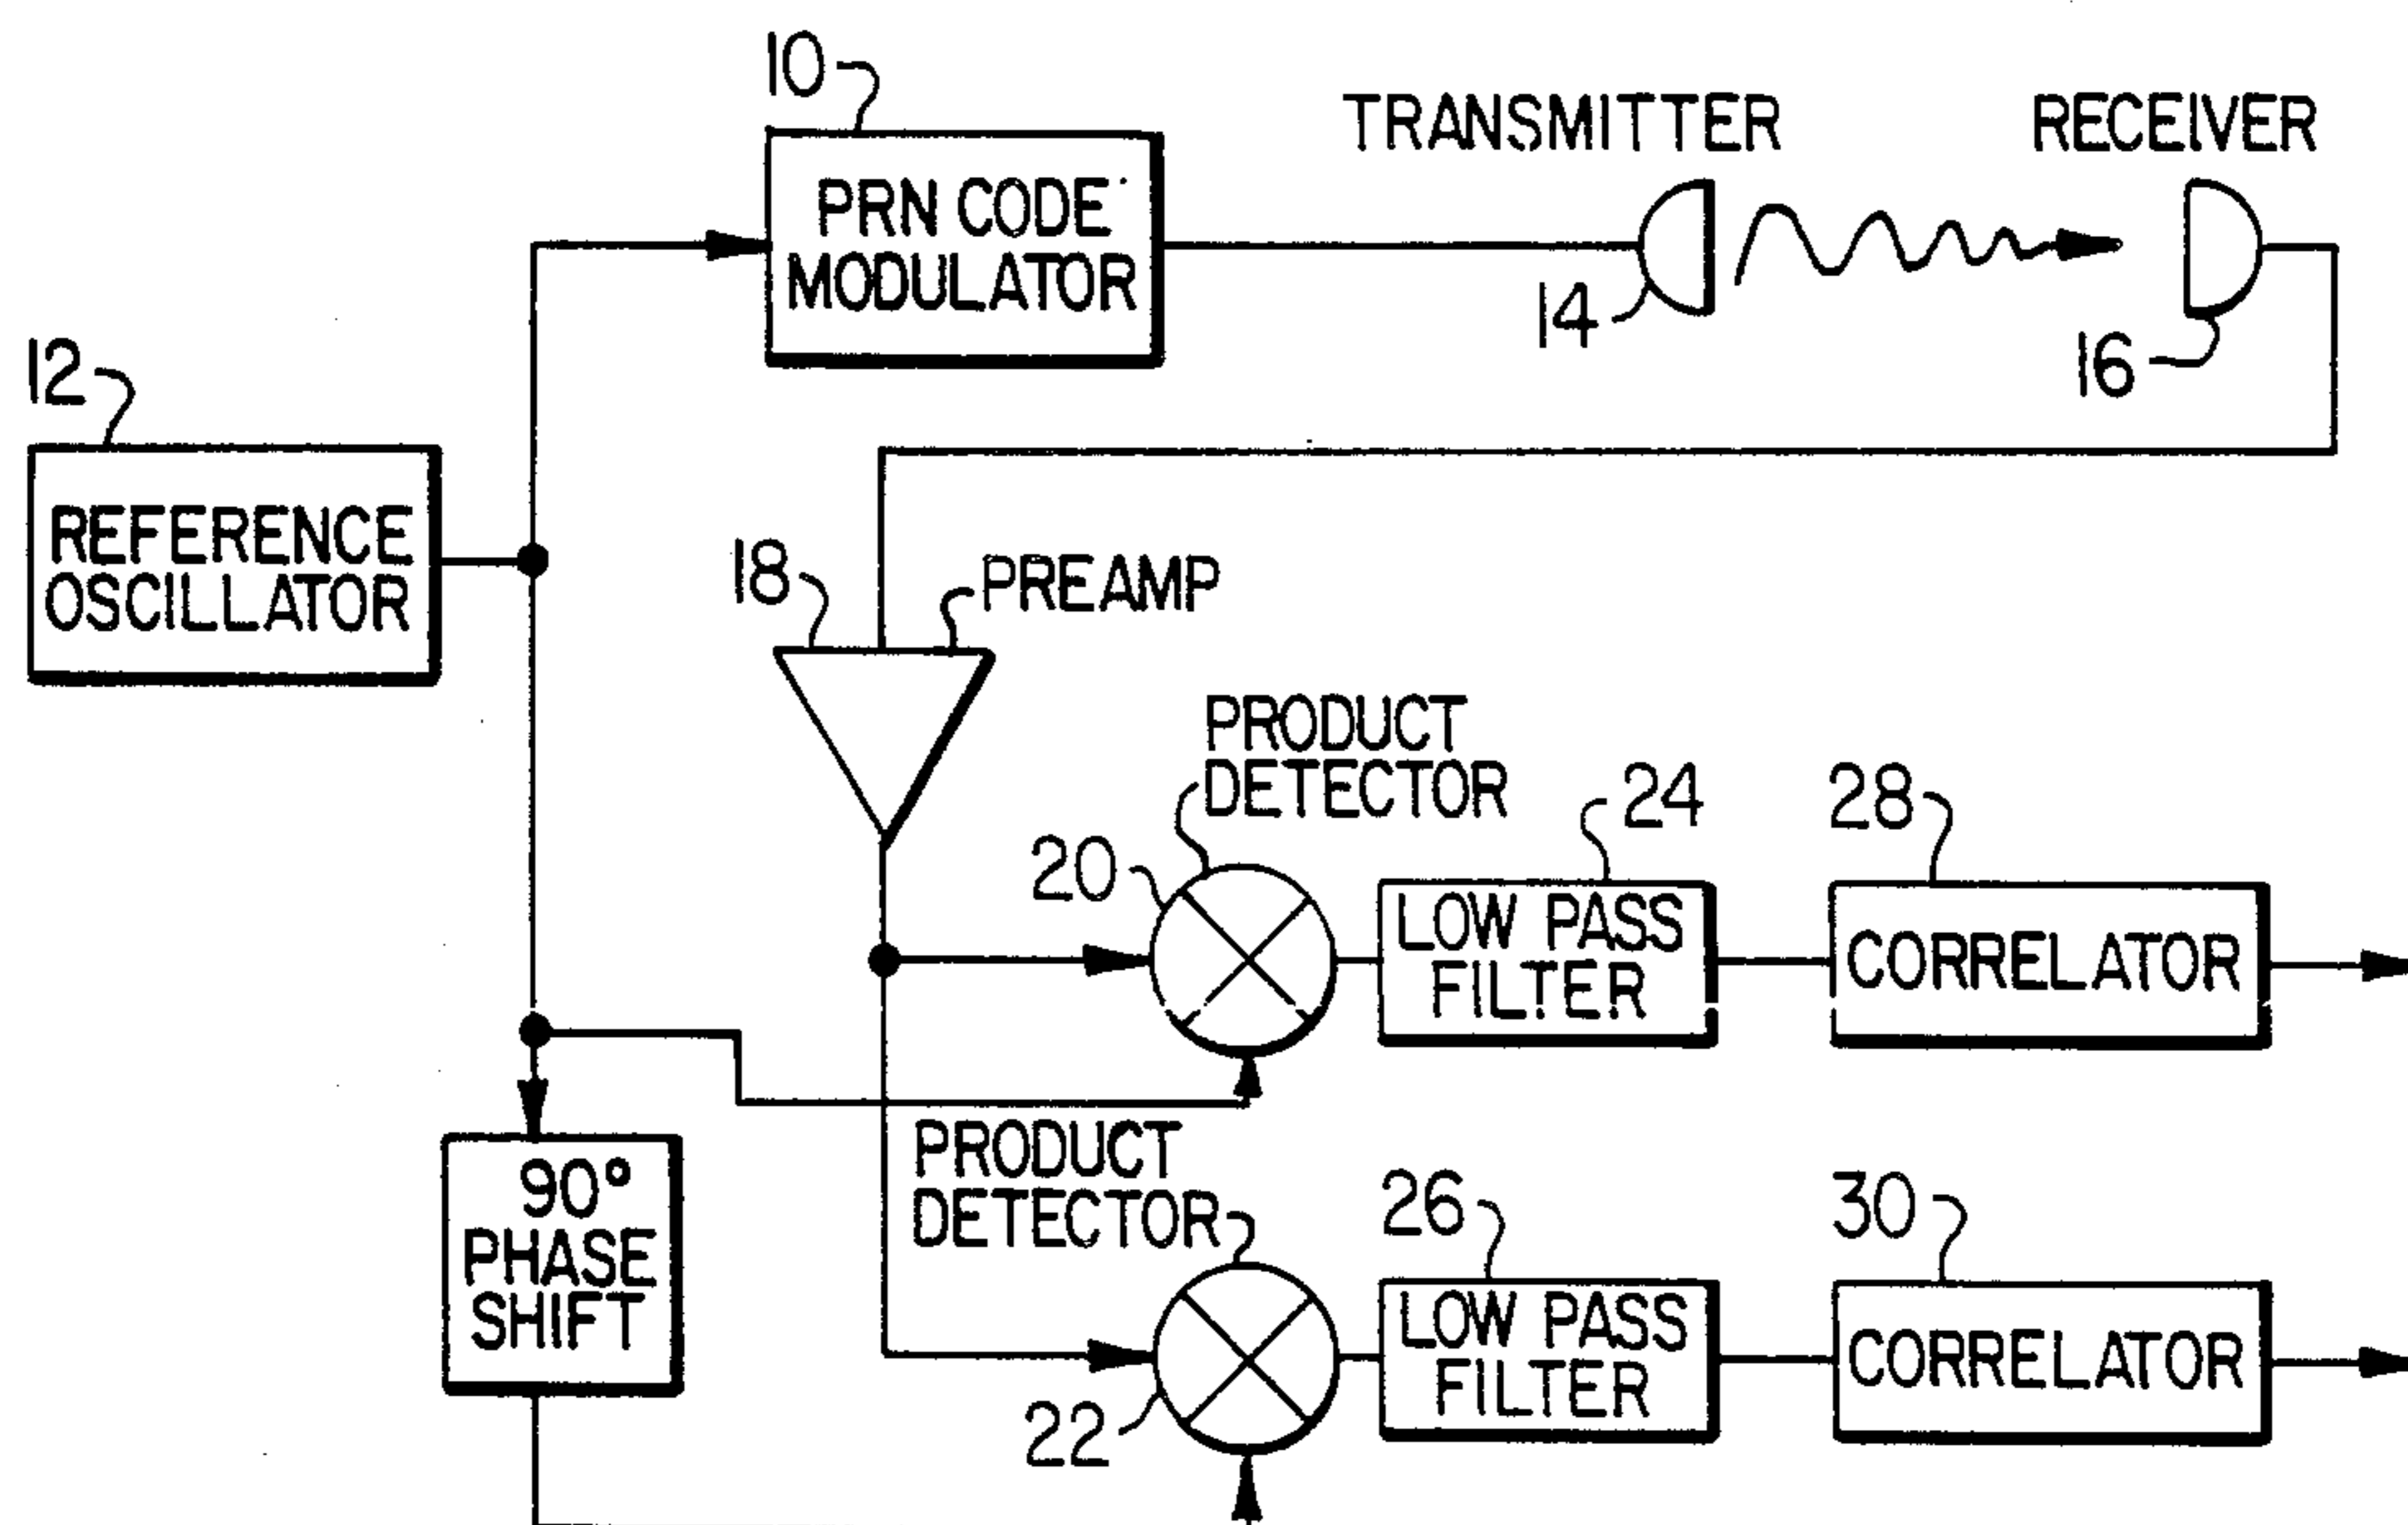 10
TRANSMITTER
RECEIVER
PRN CODE
MODULATOR
14
16
12
REFERENCE
OSCILLATOR
18
PREAMP
PRODUCT
DETECTOR
20
24
28
LOW PASS
FILTER
CORRELATOR
90°
PHASE
SHIFT
PRODUCT
DETECTOR
22
26
30
LOW PASS
FILTER
CORRELATOR